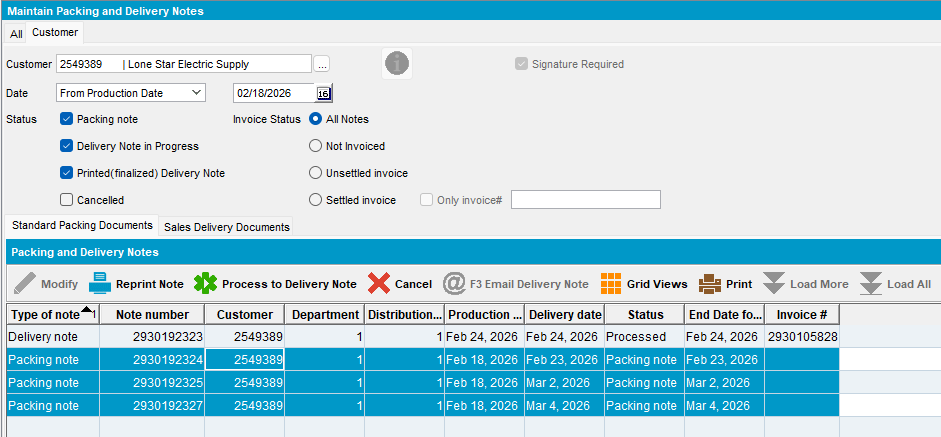 Maintain Packing and Delivery Notes
All Customer
Customer 2549389 | Lone Star Electric Supply ... Signature Required
Date From Production Date 02/18/2026 16
Status Packing note Invoice Status All Notes
Delivery Note in Progress Not Invoiced
Printed(finalized) Delivery Note Unsettled invoice
Cancelled Settled invoice Only invoice#
Standard Packing Documents Sales Delivery Documents
Packing and Delivery Notes
Modify Reprint Note Process to Delivery Note Cancel @ F3 Email Delivery Note Grid Views Print Load More Load All
Type of note 1 Note number Customer Department Distribution... Production ... Delivery date Status End Date fo... Invoice #
Delivery note 2930192323 2549389 1 1 Feb 24, 2026 Feb 24, 2026 Processed Feb 24, 2026 2930105828
Packing note 2930192324 2549389 1 1 Feb 18, 2026 Feb 23, 2026 Packing note Feb 23, 2026
Packing note 2930192325 2549389 1 1 Feb 18, 2026 Mar 2, 2026 Packing note Mar 2, 2026
Packing note 2930192327 2549389 1 1 Feb 18, 2026 Mar 4, 2026 Packing note Mar 4, 2026